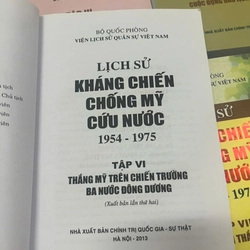 BỘ QUỐC PHÒNG
VIỆN LỊCH SỬ QUÂN SỰ VIỆT NAM
LỊCH SỬ
KHÁNG CHIẾN
CHỐNG MỸ
CỨU NƯỚC
1954 - 1975
TẬP VI
THẮNG MỸ TRÊN CHIẾN TRƯỜNG
BA NƯỚC ĐÔNG DƯƠNG
(Xuất bản lần thứ hai)
NHÀ XUẤT BẢN CHÍNH TRỊ QUỐC GIA - SỰ THẬT
HÀ NỘI - 2013